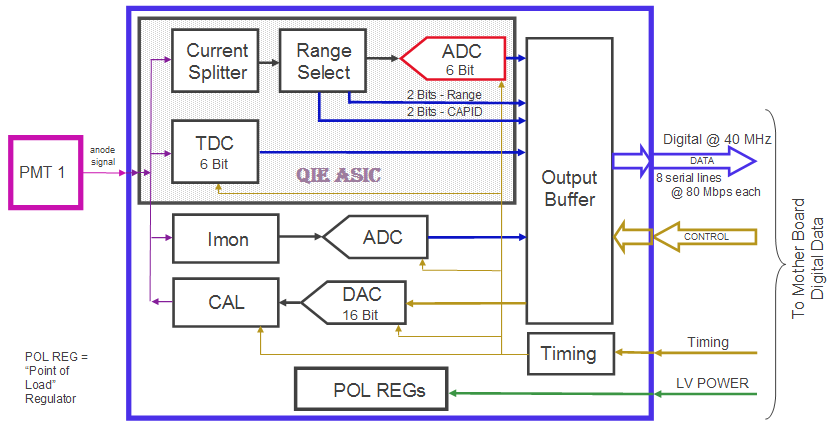 Current
Splitter
Range
Select
ADC
6 Bit
2 Bits - Range
2 Bits - CAPID
TDC
6 Bit
QIE ASIC
PMT 1
anode
signal
Output
Buffer
Digital @ 40 MHz
DATA
8 serial lines
@ 80 Mbps each
CONTROL
To Mother Board
Digital Data
Imon
ADC
CAL
DAC
16 Bit
Timing
Timing
POL REGs
LV POWER
POL REG =
“Point of
Load”
Regulator